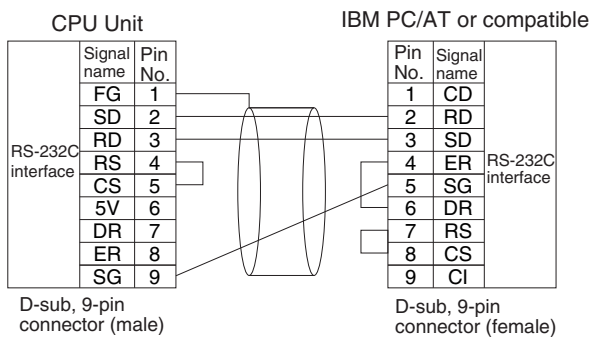 CPU Unit
IBM PC/AT or compatible
RS-232C
interface
Signal
name
Pin
No.
FG 1
SD 2
RD 3
RS 4
CS 5
5V 6
DR 7
ER 8
SG 9
D-sub, 9-pin
connector (male)
Pin
No.
Signal
name
1 CD
2 RD
3 SD
4 ER
5 SG
6 DR
7 RS
8 CS
9 CI
RS-232C
interface
D-sub, 9-pin
connector (female)